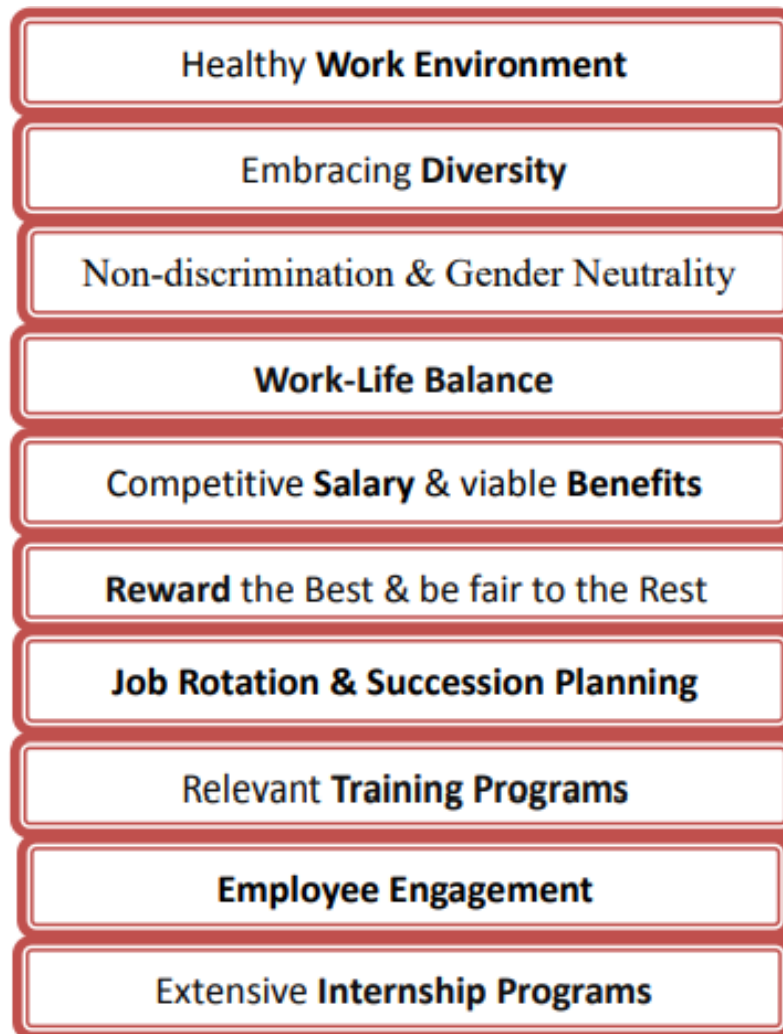 Healthy Work Environment
Embracing Diversity
Non-discrimination & Gender Neutrality
Work-Life Balance
Competitive Salary & viable Benefits
Reward the Best & be fair to the Rest
Job Rotation & Succession Planning
Relevant Training Programs
Employee Engagement
Extensive Internship Programs